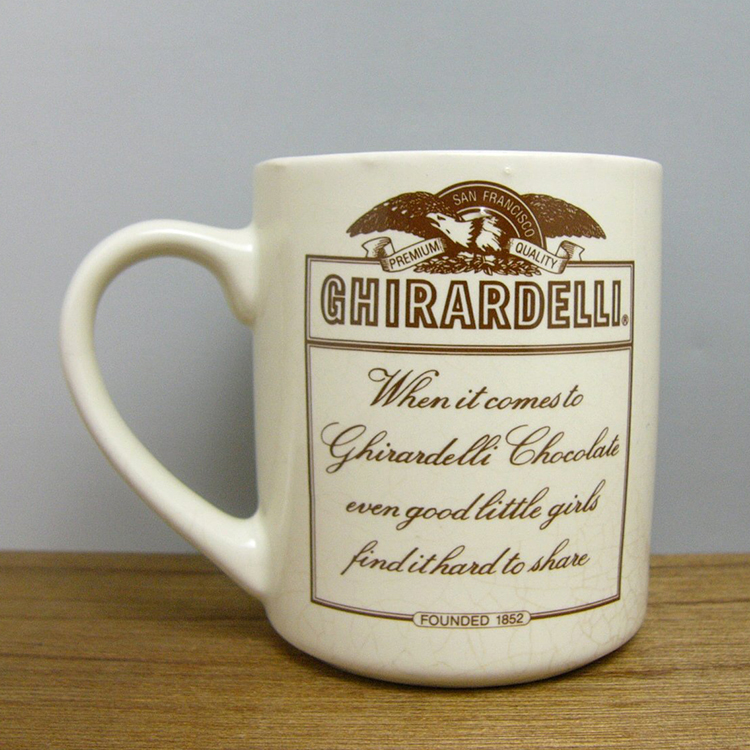 SAN FRANCISCO
PREMIUM QUALITY
GHIRARDELLI®
When it comes to
Ghirardelli Chocolate
even good little girls
find it hard to share
FOUNDED 1852